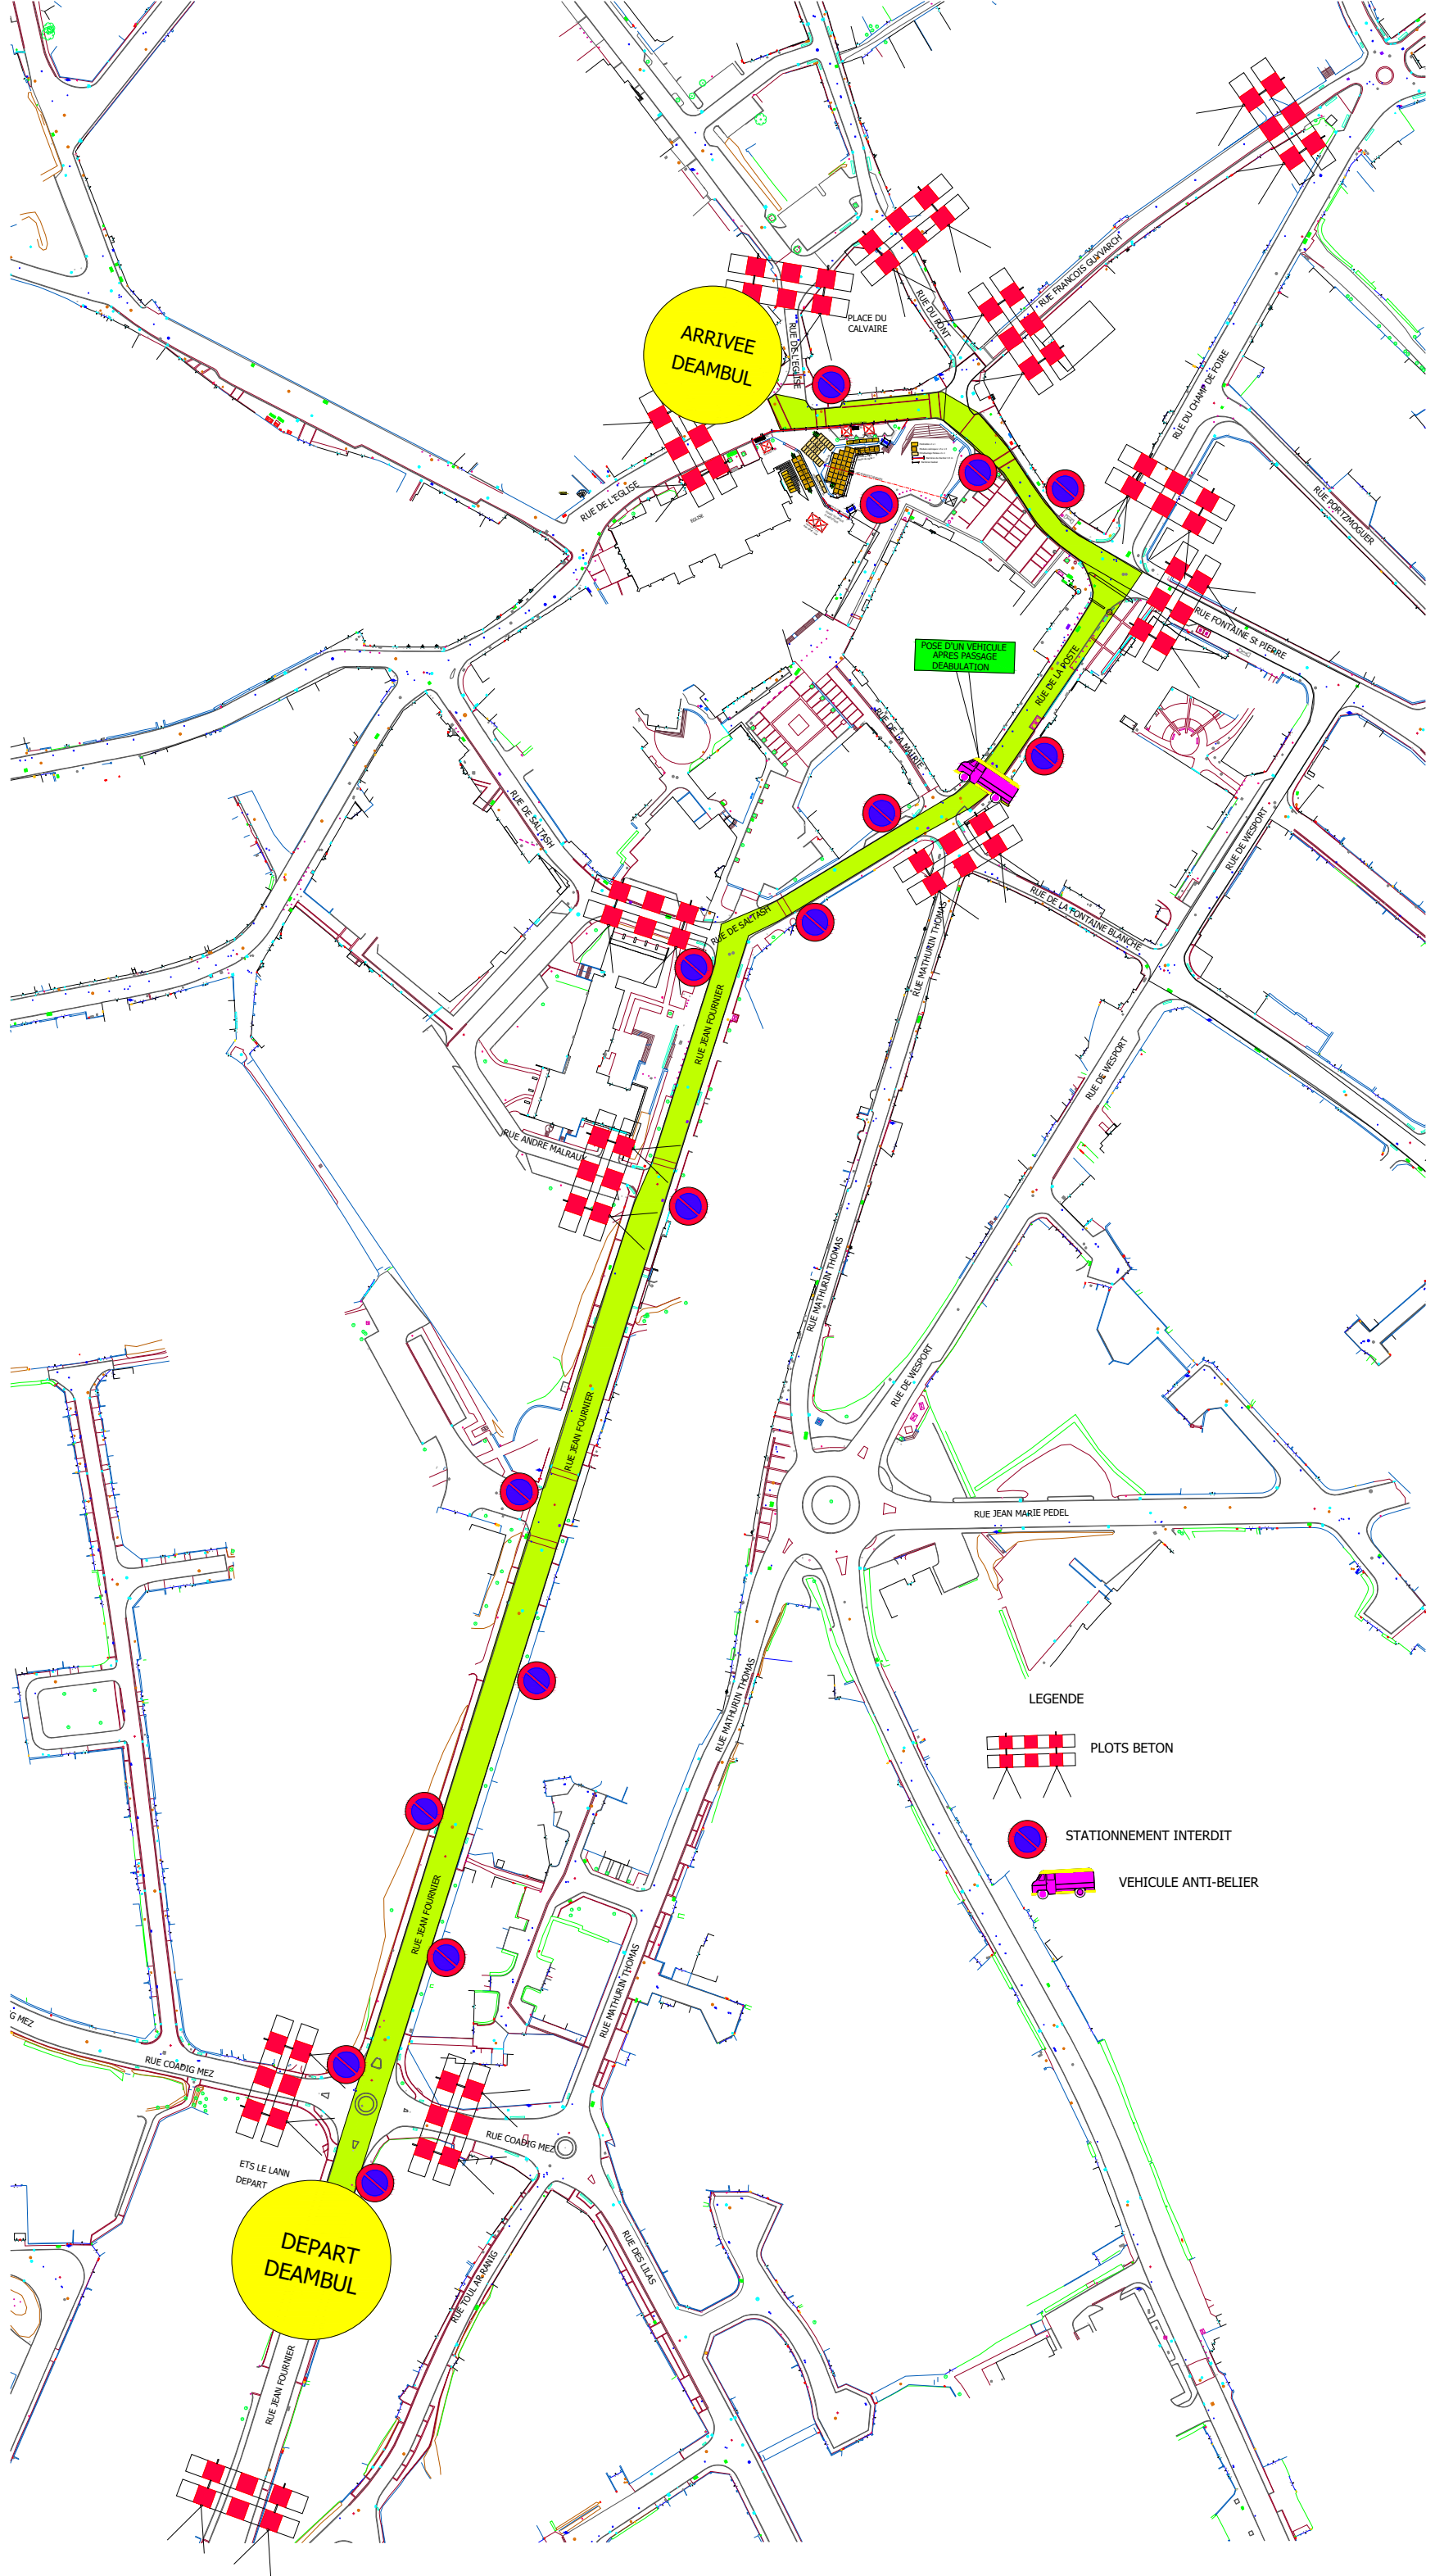 RUE FRANCOIS GUYVARCH
RUE DU PONT
PLACE DU
CALVAIRE
RUE DE L'EGLISE
ARRIVEE
DEAMBUL
RUE DU CHAMP DE FOIRE
RUE DE L'EGLISE
EGLISE
RUE PORTZMOGUER
RUE FONTAINE St PIERRE
POSE D'UN VEHICULE
APRES PASSAGE
DEABULATION
RUE DE LA POSTE
RUE DE LA MAIRIE
RUE DE SALTASH
RUE DE WESPORT
RUE DE LA FONTAINE BLANCHE
RUE DE SALTASH
RUE MATHURIN THOMAS
RUE JEAN FOURNIER
RUE DE WESPORT
RUE ANDRE MALRAUX
RUE MATHURIN THOMAS
RUE DE WESPORT
RUE JEAN FOURNIER
RUE JEAN MARIE PEDEL
RUE MATHURIN THOMAS
LEGENDE
PLOTS BETON
STATIONNEMENT INTERDIT
VEHICULE ANTI-BELIER
RUE JEAN FOURNIER
RUE MATHURIN THOMAS
G MEZ
RUE COADIG MEZ
RUE COADIG MEZ
ETS LE LANN
DEPART
DEPART
DEAMBUL
RUE DES LILAS
RUE TOUL AR RANIG
RUE JEAN FOURNIER